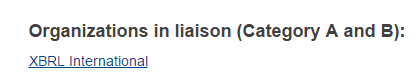 Organizations in liaison (Category A and B):
XBRL International